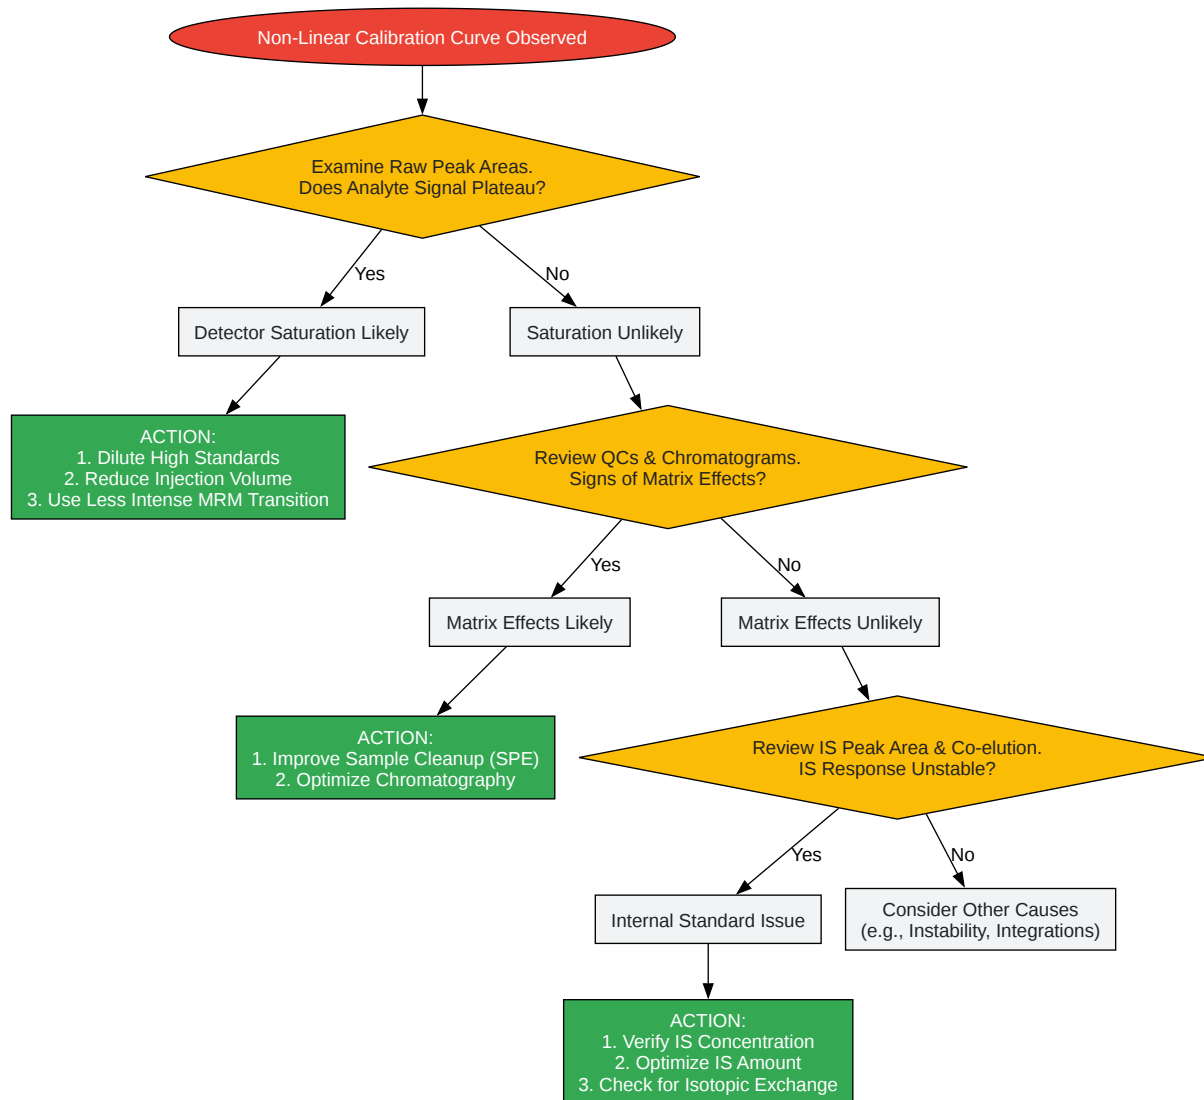 Non-Linear Calibration Curve Observed
Examine Raw Peak Areas.
Does Analyte Signal Plateau?
Yes
No
Detector Saturation Likely
Saturation Unlikely
ACTION:
1. Dilute High Standards
2. Reduce Injection Volume
3. Use Less Intense MRM Transition
Review QCs & Chromatograms.
Signs of Matrix Effects?
Yes
No
Matrix Effects Likely
Matrix Effects Unlikely
ACTION:
1. Improve Sample Cleanup (SPE)
2. Optimize Chromatography
Review IS Peak Area & Co-elution.
IS Response Unstable?
Yes
No
Internal Standard Issue
Consider Other Causes
(e.g., Instability, Integrations)
ACTION:
1. Verify IS Concentration
2. Optimize IS Amount
3. Check for Isotopic Exchange